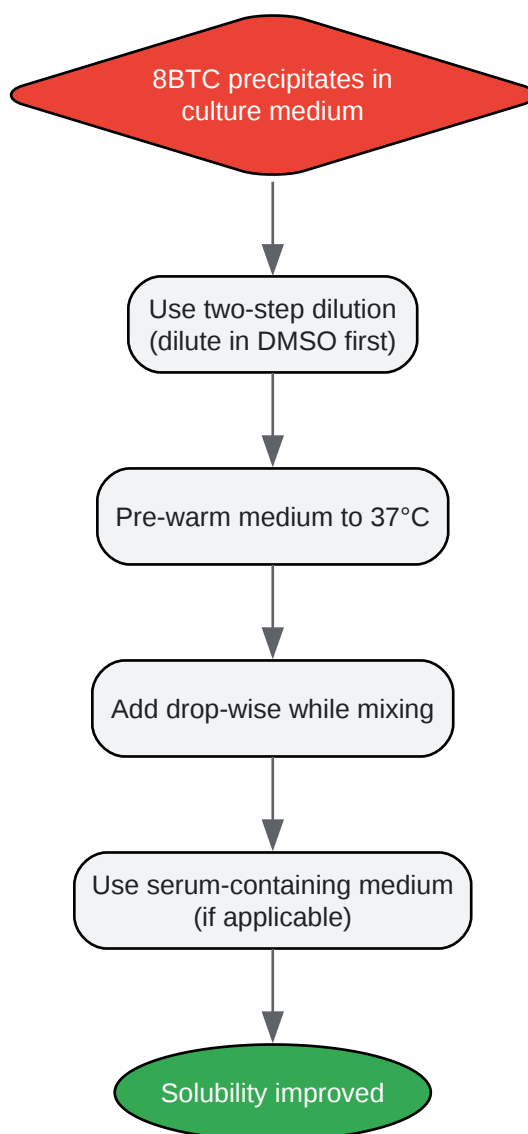 8BTC precipitates in
culture medium
Use two-step dilution
(dilute in DMSO first)
Pre-warm medium to 37°C
Add drop-wise while mixing
Use serum-containing medium
(if applicable)
Solubility improved